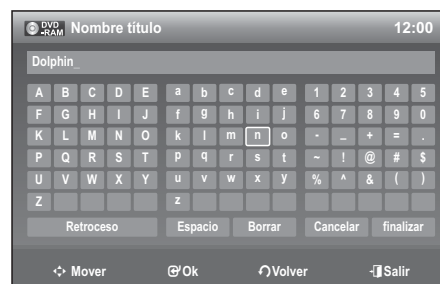 DVD-RAM Nombre título 12:00
Dolphin_
A B C D E a b c d e 1 2 3 4 5
F G H I J f g h i j 6 7 8 9 0
K L M N O k l m n o - _ + = .
P Q R S T p q r s t ~ ! @ # $
U V W X Y u v w x y % ^ & ( )
Z z
Retroceso Espacio Borrar Cancelar finalizar
Mover Ok Volver Salir